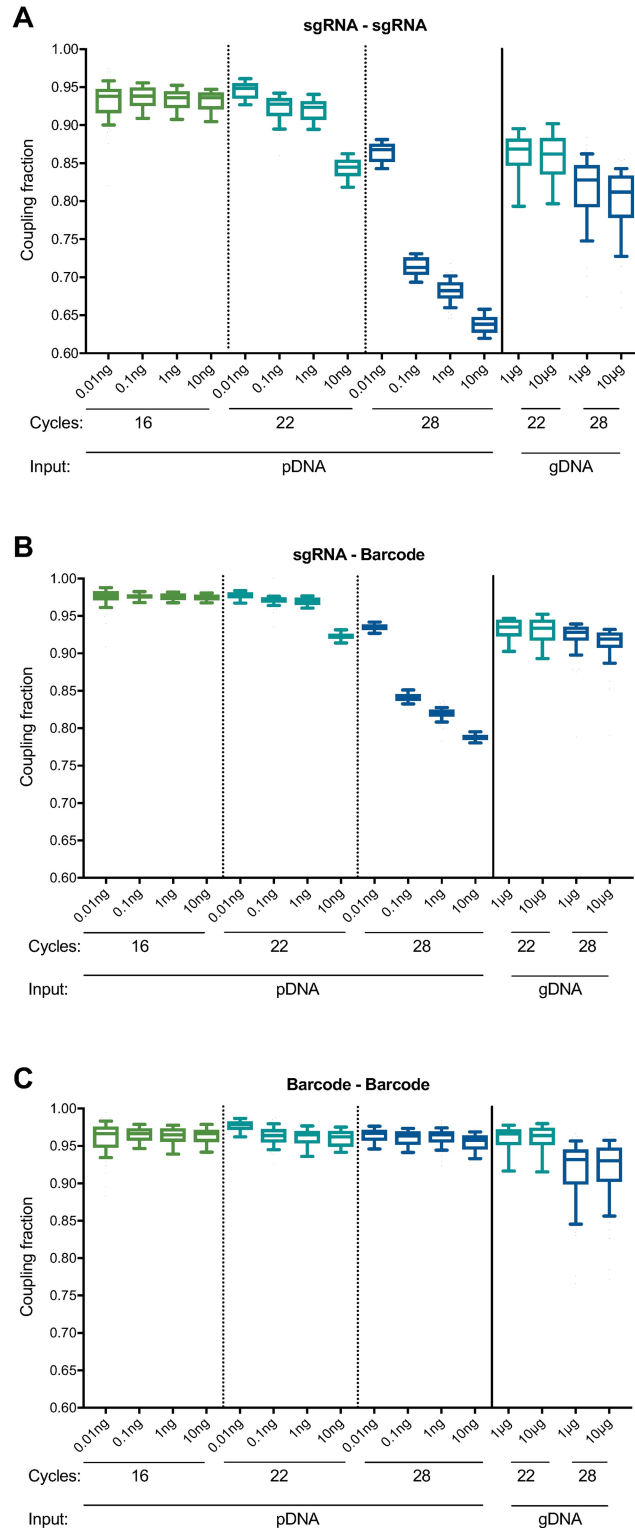 A
sgRNA - sgRNA
1.00
0.95
0.90
0.85
0.80
0.75
0.70
0.65
0.60
Coupling fraction
0.01ng 0.1ng 1ng 10ng 0.01ng 0.1ng 1ng 10ng 0.01ng 0.1ng 1ng 10ng 1µg 10µg 1µg 10µg
Cycles: 16 22 28 22 28
Input: pDNA gDNA
B
sgRNA - Barcode
1.00
0.95
0.90
0.85
0.80
0.75
0.70
0.65
0.60
Coupling fraction
0.01ng 0.1ng 1ng 10ng 0.01ng 0.1ng 1ng 10ng 0.01ng 0.1ng 1ng 10ng 1µg 10µg 1µg 10µg
Cycles: 16 22 28 22 28
Input: pDNA gDNA
C
Barcode - Barcode
1.00
0.95
0.90
0.85
0.80
0.75
0.70
0.65
0.60
Coupling fraction
0.01ng 0.1ng 1ng 10ng 0.01ng 0.1ng 1ng 10ng 0.01ng 0.1ng 1ng 10ng 1µg 10µg 1µg 10µg
Cycles: 16 22 28 22 28
Input: pDNA gDNA